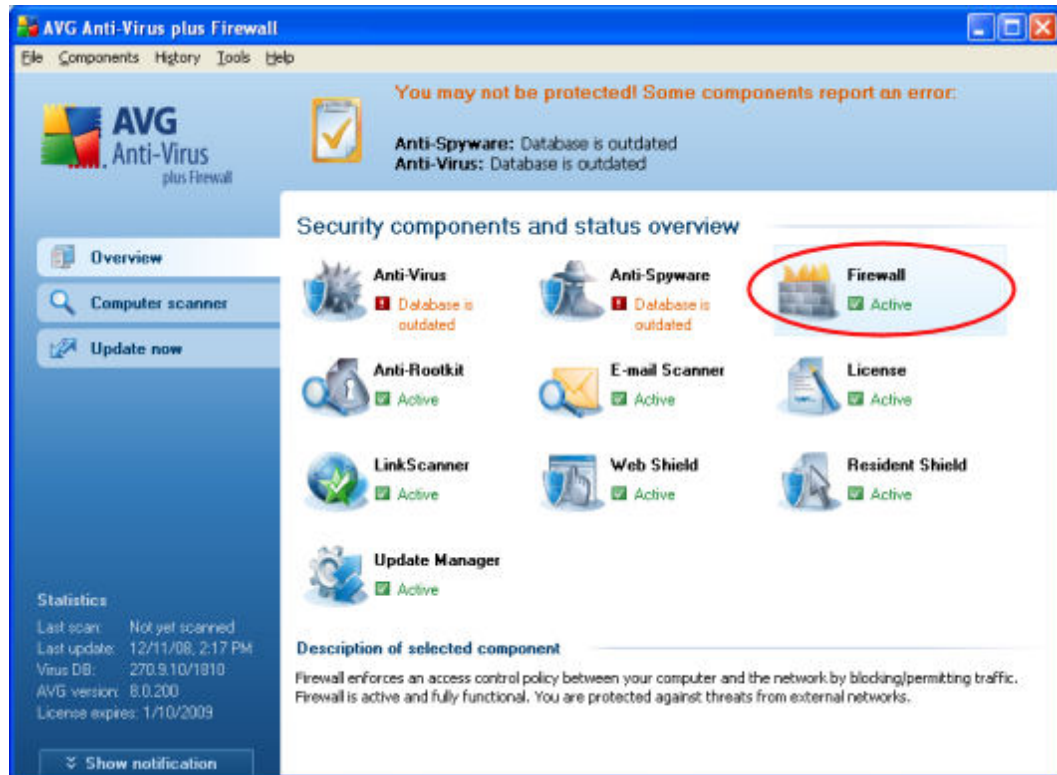 AVG Anti-Virus plus Firewall
File Components History Tools Help
AVG
Anti-Virus
plus Firewall
You may not be protected! Some components report an error:
Anti-Spyware: Database is outdated
Anti-Virus: Database is outdated
Overview
Computer scanner
Update now
Security components and status overview
Anti-Virus
Database is
outdated
Anti-Spyware
Database is
outdated
Firewall
Active
Anti-Rootkit
Active
E-mail Scanner
Active
License
Active
LinkScanner
Active
Web Shield
Active
Resident Shield
Active
Update Manager
Active
Statistics
Last scan: Not yet scanned
Last update: 12/11/08, 2:17 PM
Virus DB: 270.9.10/1810
AVG version: 8.0.200
License expires: 1/10/2009
Show notification
Description of selected component
Firewall enforces an access control policy between your computer and the network by blocking/permitting traffic.
Firewall is active and fully functional. You are protected against threats from external networks.